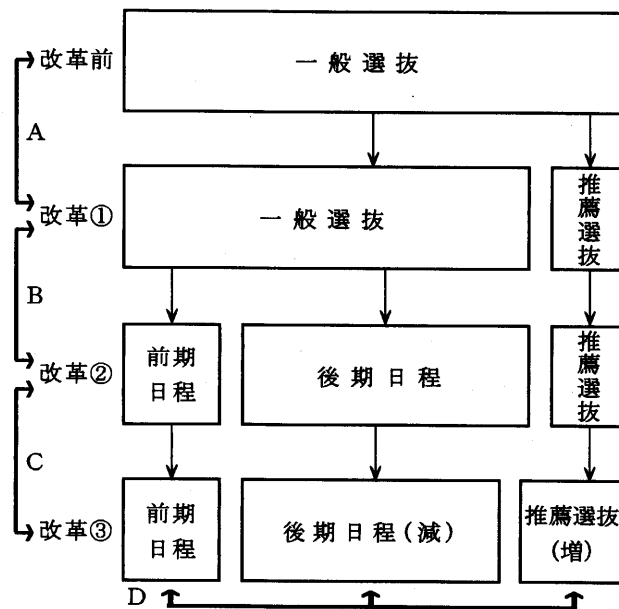 改革前
一般選抜
A
改革①
一般選抜
推薦選抜
B
改革②
前期
日程
後期日程
推薦選抜
C
改革③
前期
日程
後期日程(減)
推薦選抜
(増)
D